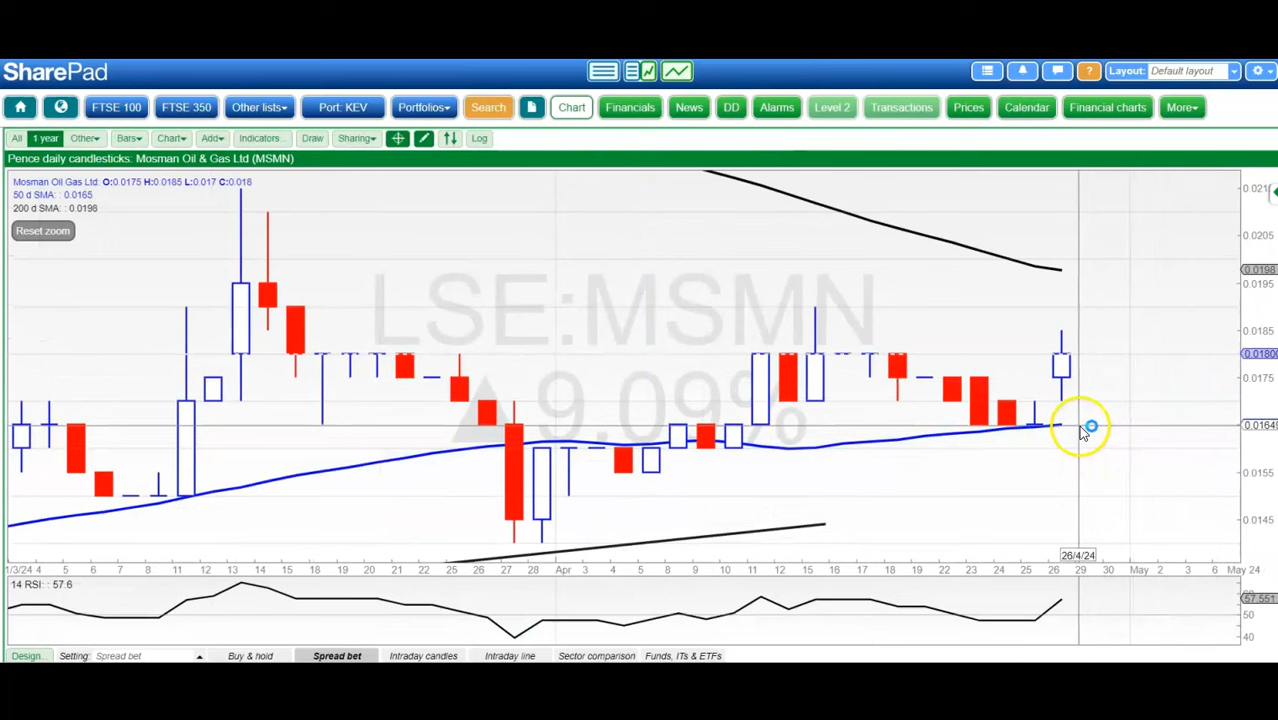 SharePad
Layout: Default layout
FTSE 100 FTSE 350 Other lists Port: KEV Portfolios Search Chart Financials News DD Alarms Level 2 Transactions Prices Calendar Financial charts More
All 1 year Other Bars Chart Add Indicators... Draw Sharing Log
Pence daily candlesticks: Mosman Oil & Gas Ltd (MSMN)
Mosman Oil Gas Ltd: O:0.0175 H:0.0185 L:0.017 C:0.018
50 d SMA: : 0.0165
200 d SMA: : 0.0198
Reset zoom
LSE:MSMN
▲9.09%
0.0205
0.0198
0.0195
0.0185
0.0180
0.0175
0.0164
0.0155
0.0145
26/4/24
1/3/24 4 5 6 7 8 11 12 13 14 15 18 19 20 21 22 25 26 27 28 Apr 3 4 5 8 9 10 11 12 15 16 17 18 19 22 23 24 25 26 29 30 May 2 3 6 May 24
14 RSI: : 57.6
57.551
50
40
Design... Setting: Spread bet Buy & hold Spread bet Intraday candles Intraday line Sector comparison Funds, ITs & ETFs